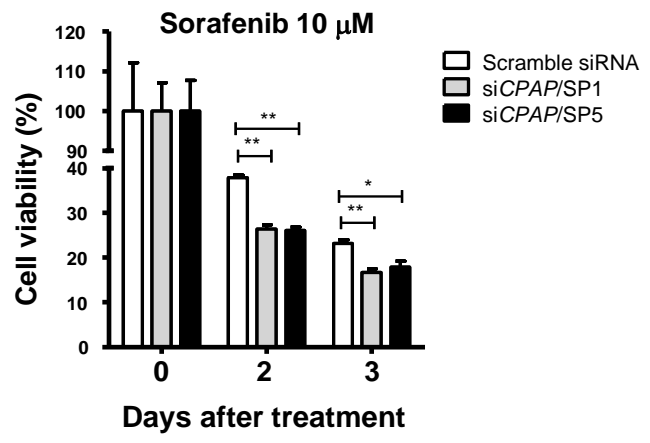 Sorafenib 10 μM
Scramble siRNA
siCPAP/SP1
siCPAP/SP5
Cell viability (%)
120
110
100
90
40
30
20
10
0
**
**
*
**
0 2 3
Days after treatment